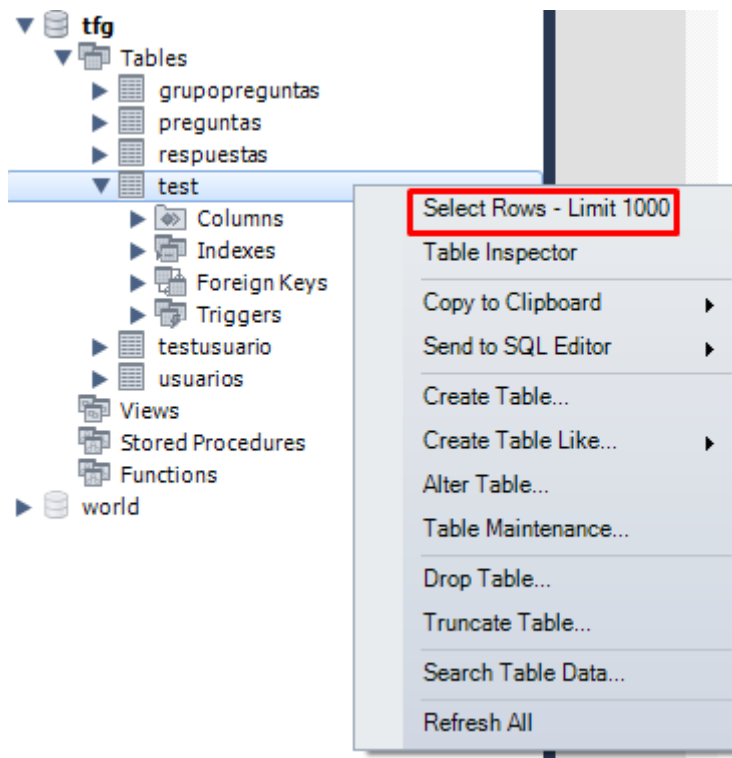 tfg
Tables
grupopreguntas
preguntas
respuestas
test
Columns
Indexes
Foreign Keys
Triggers
testusuario
usuarios
Views
Stored Procedures
Functions
world
Select Rows - Limit 1000
Table Inspector
Copy to Clipboard
Send to SQL Editor
Create Table...
Create Table Like...
Alter Table...
Table Maintenance...
Drop Table...
Truncate Table...
Search Table Data...
Refresh All